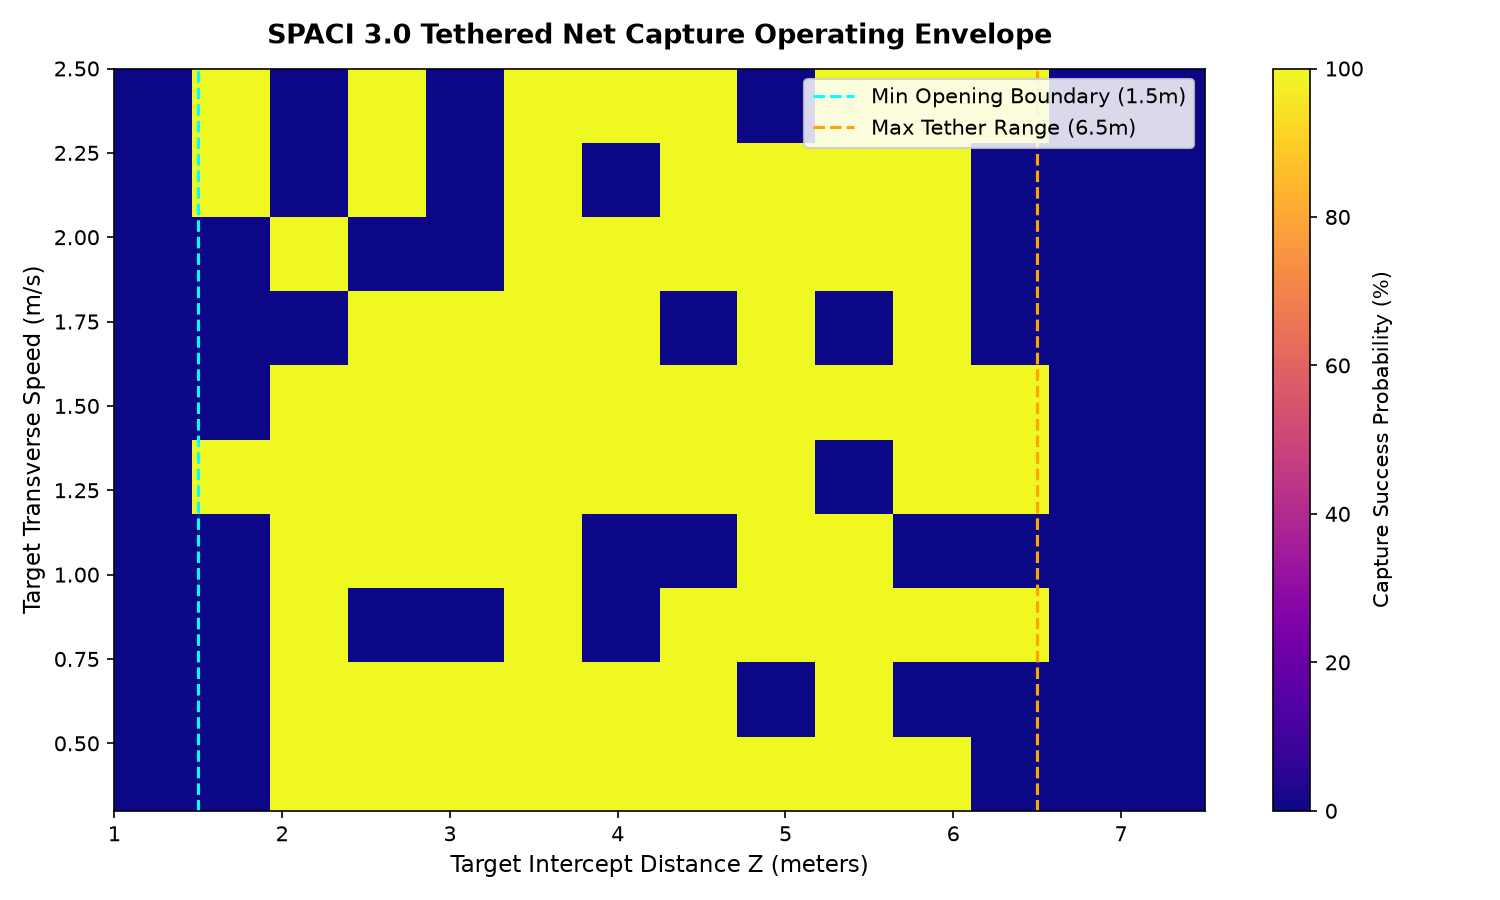 SPACI 3.0 Tethered Net Capture Operating Envelope
Min Opening Boundary (1.5m)
Max Tether Range (6.5m)
Target Transverse Speed (m/s)
2.50
2.25
2.00
1.75
1.50
1.25
1.00
0.75
0.50
1 2 3 4 5 6 7
Target Intercept Distance Z (meters)
100
80
60
40
20
0
Capture Success Probability (%)